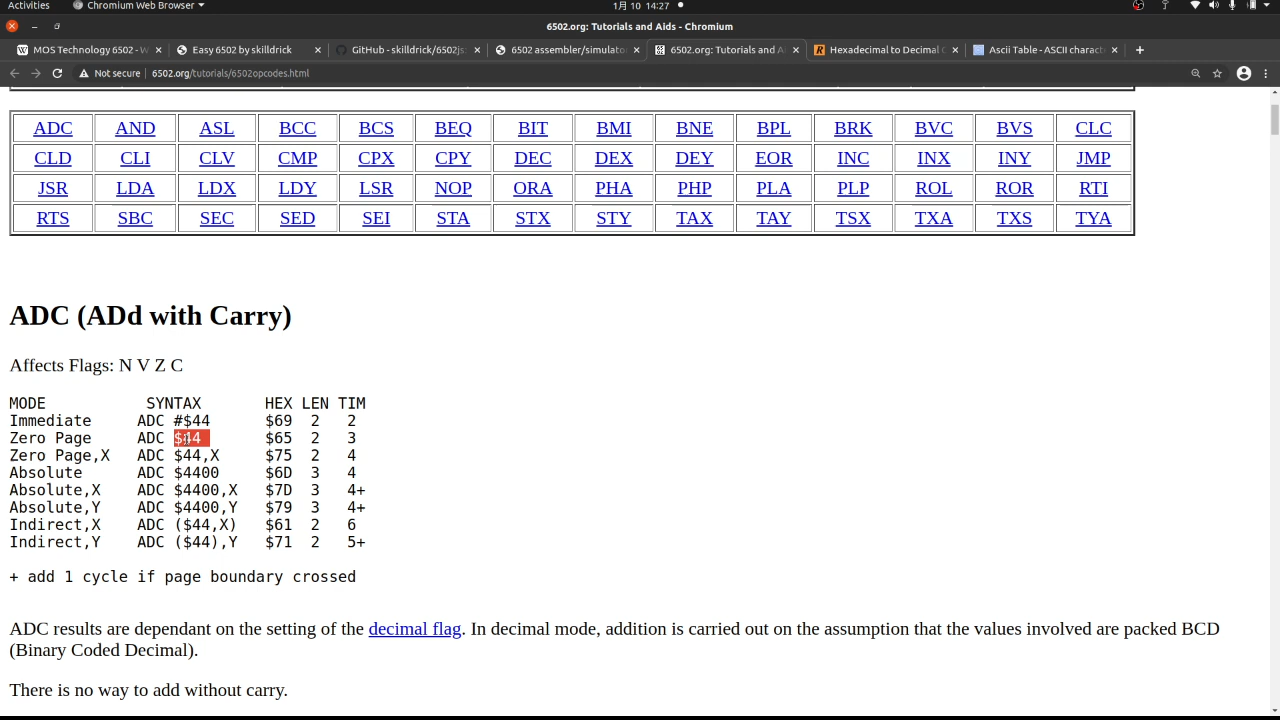 Activities Chromium Web Browser 1月 10 14:27
6502.org: Tutorials and Aids - Chromium
MOS Technology 6502 - W Easy 6502 by skilldrick GitHub - skilldrick/6502js: 6502 assembler/simulator 6502.org: Tutorials and Ai Hexadecimal to Decimal C Ascii Table - ASCII charact
Not secure 6502.org/tutorials/6502opcodes.html
ADC AND ASL BCC BCS BEQ BIT BMI BNE BPL BRK BVC BVS CLC
CLD CLI CLV CMP CPX CPY DEC DEX DEY EOR INC INX INY JMP
JSR LDA LDX LDY LSR NOP ORA PHA PHP PLA PLP ROL ROR RTI
RTS SBC SEC SED SEI STA STX STY TAX TAY TSX TXA TXS TYA
ADC (ADd with Carry)
Affects Flags: N V Z C
MODE SYNTAX HEX LEN TIM
Immediate ADC #$44 $69 2 2
Zero Page ADC $44 $65 2 3
Zero Page,X ADC $44,X $75 2 4
Absolute ADC $4400 $6D 3 4
Absolute,X ADC $4400,X $7D 3 4+
Absolute,Y ADC $4400,Y $79 3 4+
Indirect,X ADC ($44,X) $61 2 6
Indirect,Y ADC ($44),Y $71 2 5+
+ add 1 cycle if page boundary crossed
ADC results are dependant on the setting of the decimal flag. In decimal mode, addition is carried out on the assumption that the values involved are packed BCD
(Binary Coded Decimal).
There is no way to add without carry.